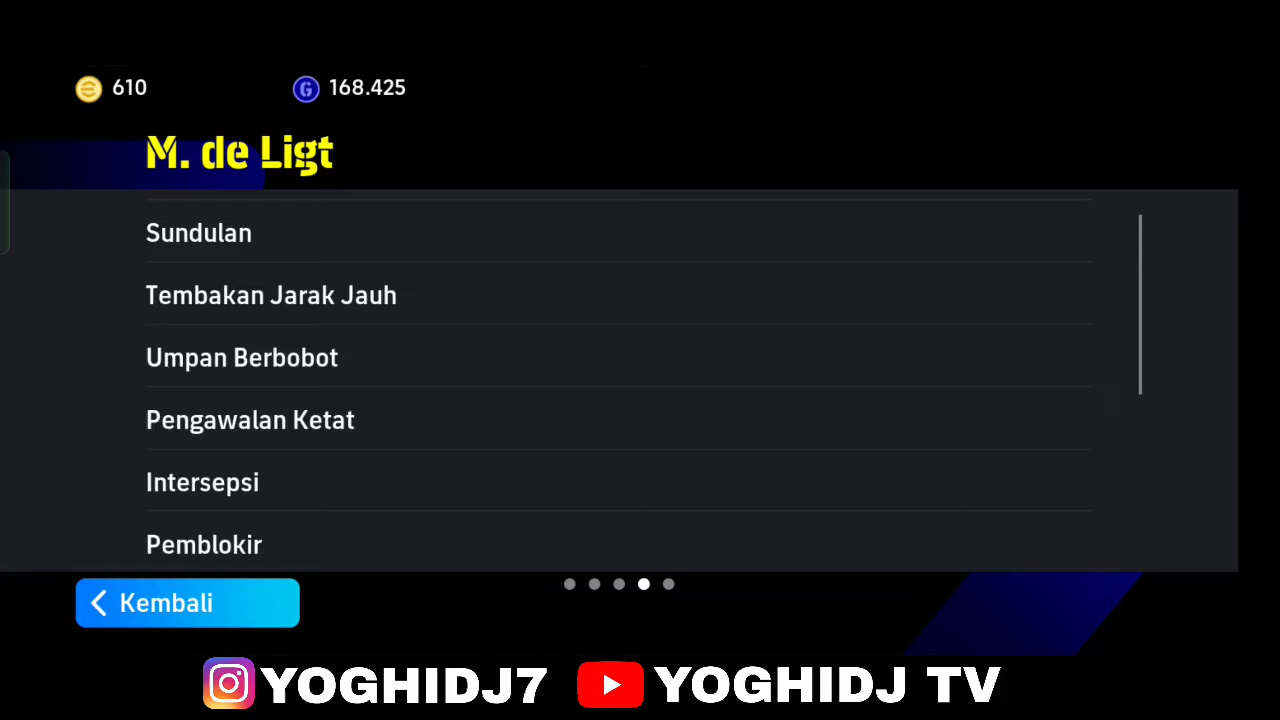 610
168.425
M. de Ligt
Sundulan
Tembakan Jarak Jauh
Umpan Berbobot
Pengawalan Ketat
Intersepsi
Pemblokir
Kembali
YOGHIDJ7 YOGHIDJ TV